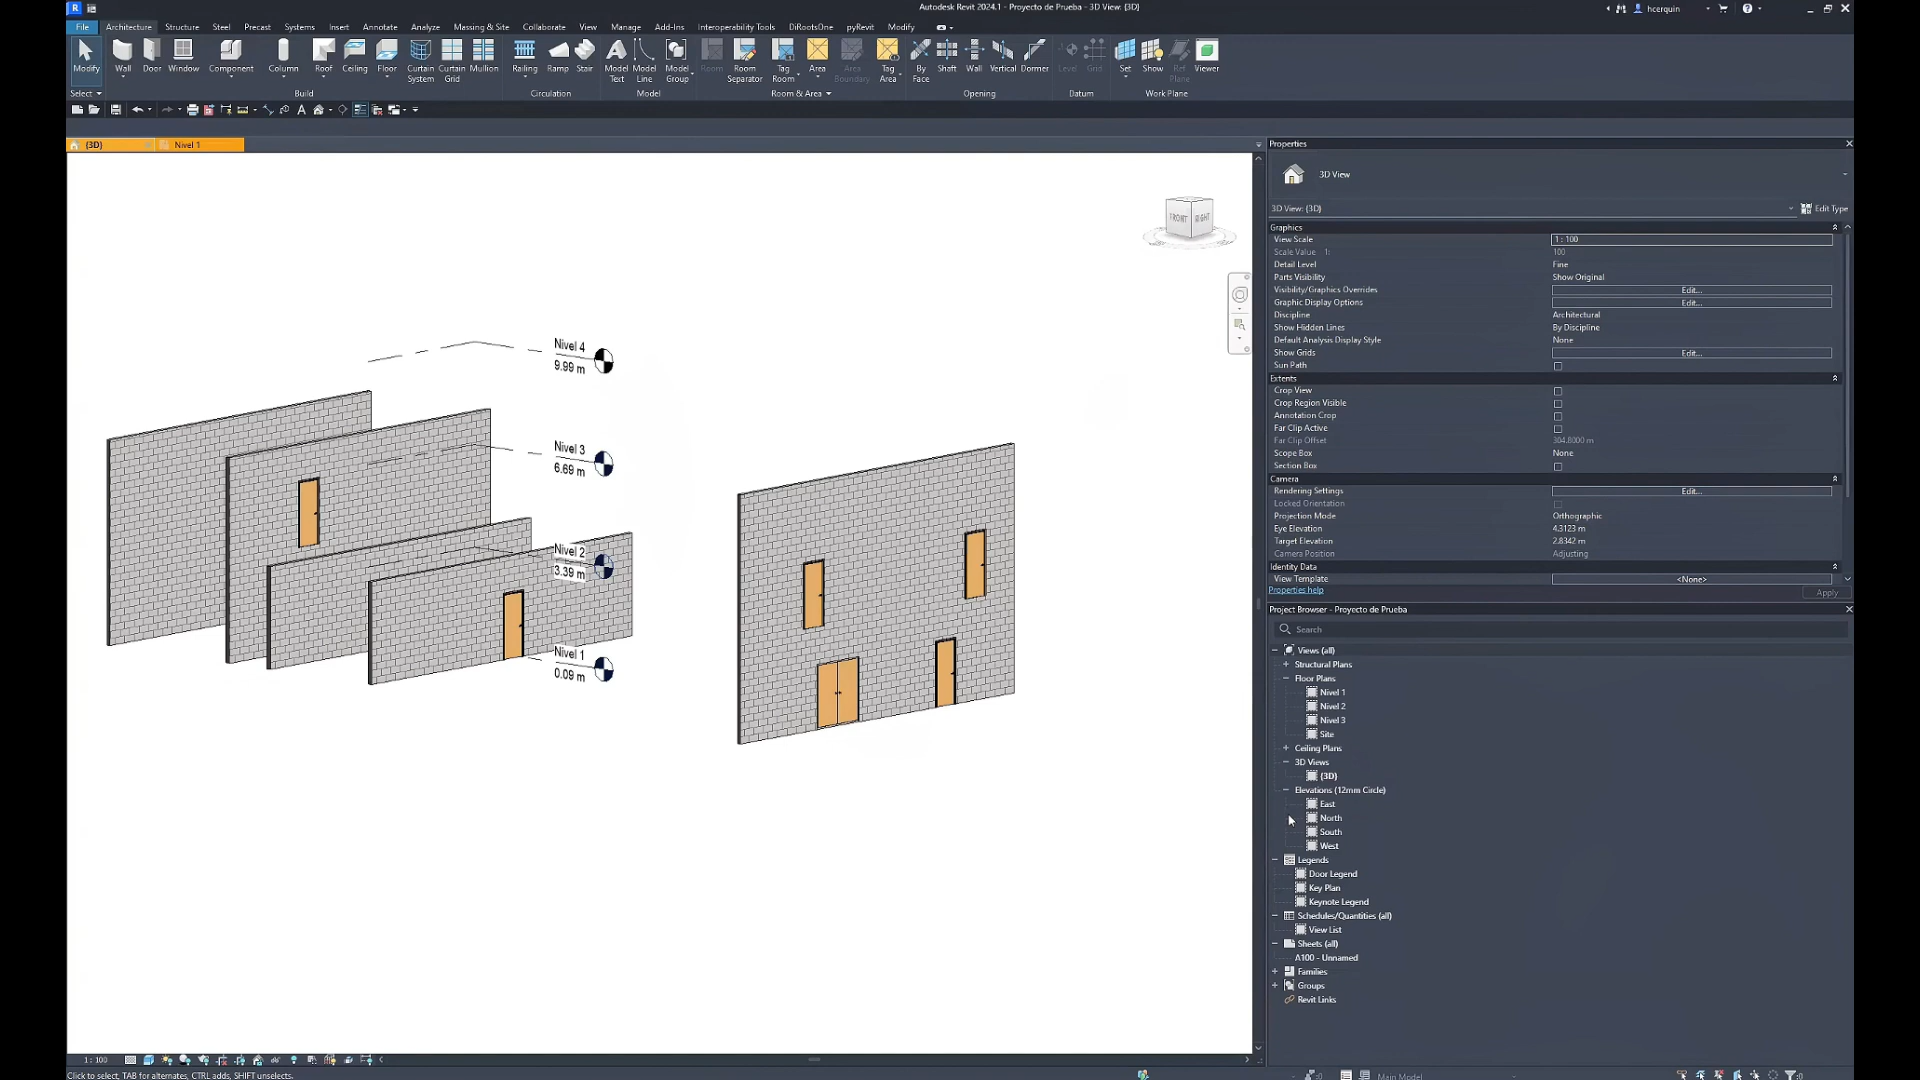 Autodesk Revit 2024.1 - Proyecto de Prueba - 3D View: {3D}
hcerquin
File Architecture Structure Steel Precast Systems Insert Annotate Analyze Massing & Site Collaborate View Manage Add-Ins Interoperability Tools DiRootsOne pyRevit Modify
Modify Wall Door Window Component Column Roof Ceiling Floor Curtain System Curtain Grid Mullion Railing Ramp Stair Model Text Model Line Model Group Room Room Separator Tag Room Area Area Boundary Tag Area By Face Shaft Wall Vertical Dormer Level Grid Set Show Ref Plane Viewer
Select Build Circulation Model Room & Area Opening Datum Work Plane
{3D} Nivel 1
FRONT RIGHT
Nivel 4
9.99 m
Nivel 3
6.69 m
Nivel 2
3.39 m
Nivel 1
0.09 m
Properties
3D View
3D View: {3D} Edit Type
Graphics
View Scale 1 : 100
Scale Value 1: 100
Detail Level Fine
Parts Visibility Show Original
Visibility/Graphics Overrides Edit...
Graphic Display Options Edit...
Discipline Architectural
Show Hidden Lines By Discipline
Default Analysis Display Style None
Show Grids Edit...
Sun Path
Extents
Crop View
Crop Region Visible
Annotation Crop
Far Clip Active
Far Clip Offset 304.8000 m
Scope Box None
Section Box
Camera
Rendering Settings Edit...
Locked Orientation
Projection Mode Orthographic
Eye Elevation 4.3123 m
Target Elevation 2.8342 m
Camera Position Adjusting
Identity Data
View Template <None>
Properties help Apply
Project Browser - Proyecto de Prueba
Search
Views (all)
Structural Plans
Floor Plans
Nivel 1
Nivel 2
Nivel 3
Site
Ceiling Plans
3D Views
{3D}
Elevations (12mm Circle)
East
North
South
West
Legends
Door Legend
Key Plan
Keynote Legend
Schedules/Quantities (all)
View List
Sheets (all)
A100 - Unnamed
Families
Groups
Revit Links
1 : 100
Click to select, TAB for alternates, CTRL adds, SHIFT unselects.
:0 Main Model :0